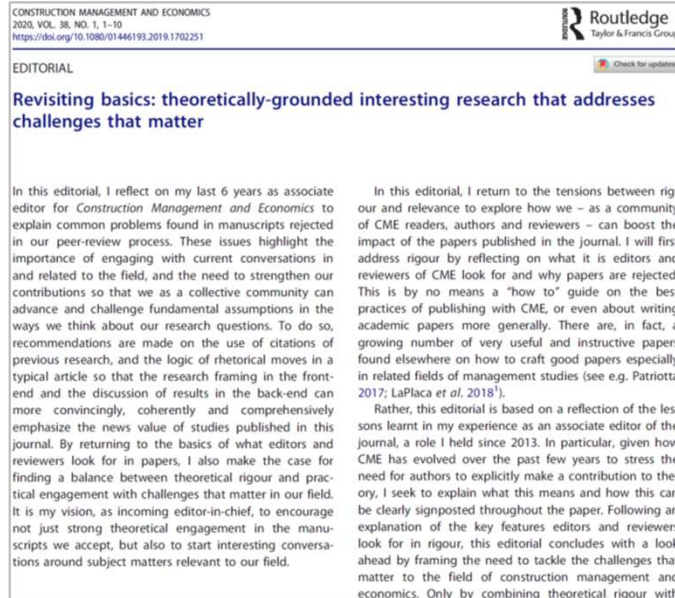 CONSTRUCTION MANAGEMENT AND ECONOMICS
2020, VOL. 38, NO. 1, 1–10
https://doi.org/10.1080/01446193.2019.1702251
ROUTLEDGE
Routledge
Taylor & Francis Group
EDITORIAL
Check for updates
Revisiting basics: theoretically-grounded interesting research that addresses
challenges that matter
In this editorial, I reflect on my last 6 years as associate
editor for Construction Management and Economics to
explain common problems found in manuscripts rejected
in our peer-review process. These issues highlight the
importance of engaging with current conversations in
and related to the field, and the need to strengthen our
contributions so that we as a collective community can
advance and challenge fundamental assumptions in the
ways we think about our research questions. To do so,
recommendations are made on the use of citations of
previous research, and the logic of rhetorical moves in a
typical article so that the research framing in the front-
end and the discussion of results in the back-end can
more convincingly, coherently and comprehensively
emphasize the news value of studies published in this
journal. By returning to the basics of what editors and
reviewers look for in papers, I also make the case for
finding a balance between theoretical rigour and prac-
tical engagement with challenges that matter in our field.
It is my vision, as incoming editor-in-chief, to encourage
not just strong theoretical engagement in the manu-
scripts we accept, but also to start interesting conversa-
tions around subject matters relevant to our field.
In this editorial, I return to the tensions between rig
our and relevance to explore how we – as a community
of CME readers, authors and reviewers – can boost the
impact of the papers published in the journal. I will firs
address rigour by reflecting on what it is editors and
reviewers of CME look for and why papers are rejected
This is by no means a “how to” guide on the bes
practices of publishing with CME, or even about writing
academic papers more generally. There are, in fact, a
growing number of very useful and instructive papers
found elsewhere on how to craft good papers especially
in related fields of management studies (see e.g. Patriotta
2017; LaPlaca et al. 2018¹).
Rather, this editorial is based on a reflection of the les
sons learnt in my experience as an associate editor of the
journal, a role I held since 2013. In particular, given how
CME has evolved over the past few years to stress the
need for authors to explicitly make a contribution to the
ory, I seek to explain what this means and how this can
be clearly signposted throughout the paper. Following an
explanation of the key features editors and reviewers
look for in rigour, this editorial concludes with a look
ahead by framing the need to tackle the challenges that
matter to the field of construction management and
economics. Only by combining theoretical rigour with